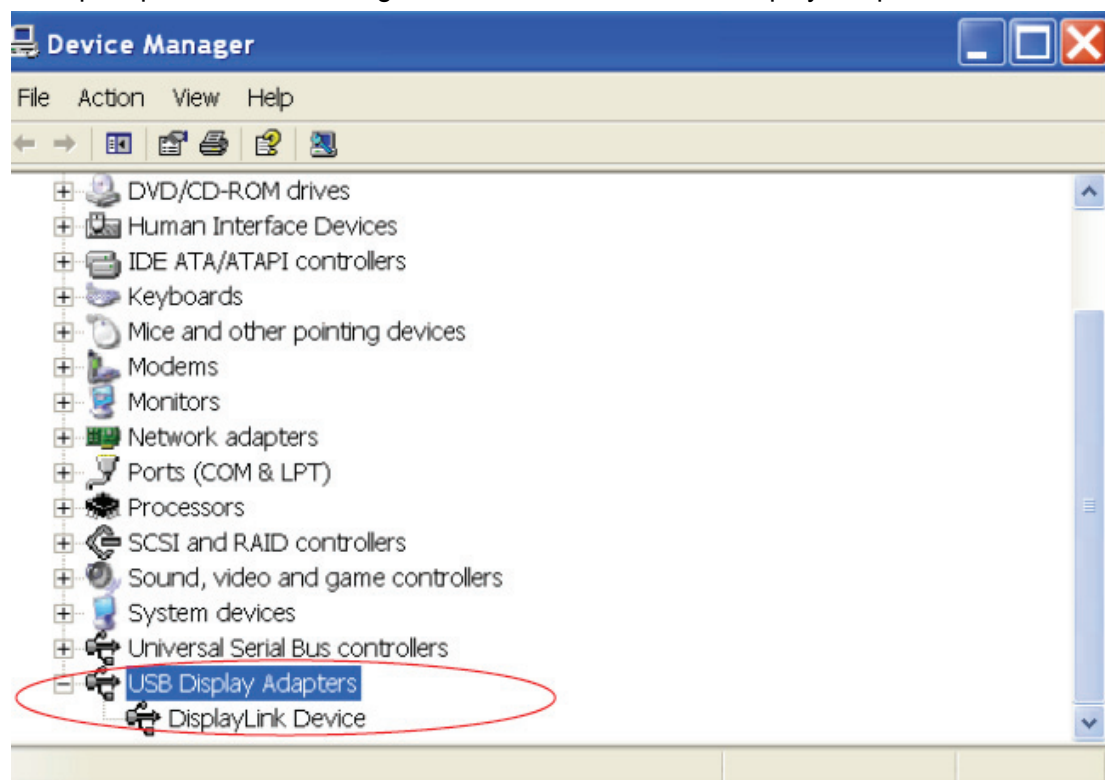 Device Manager
File Action View Help
DVD/CD-ROM drives
Human Interface Devices
IDE ATA/ATAPI controllers
Keyboards
Mice and other pointing devices
Modems
Monitors
Network adapters
Ports (COM & LPT)
Processors
SCSI and RAID controllers
Sound, video and game controllers
System devices
Universal Serial Bus controllers
USB Display Adapters
DisplayLink Device